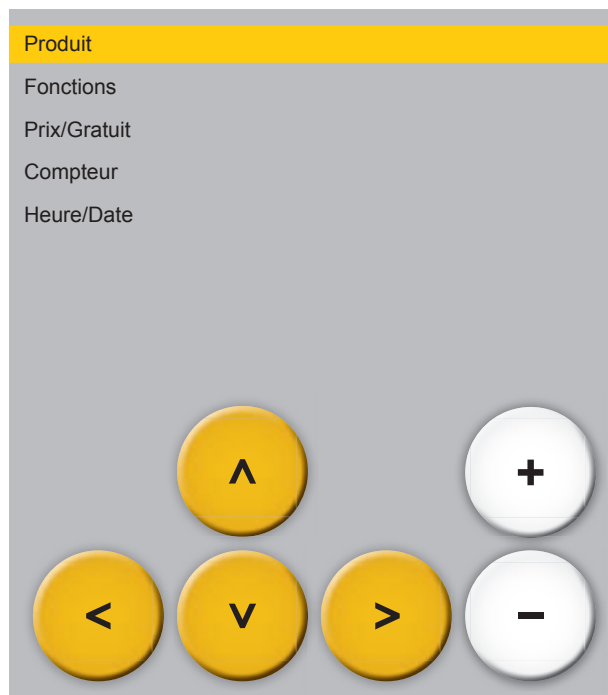 Produit
Fonctions
Prix/Gratuit
Compteur
Heure/Date
^ +
< v > -